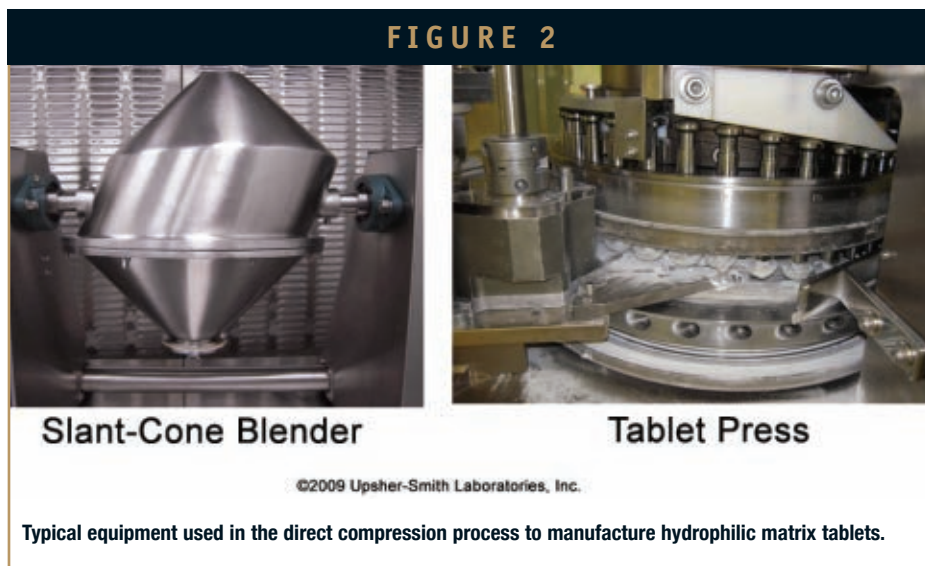 FIGURE 2
Slant-Cone Blender
Tablet Press
©2009 Upsher-Smith Laboratories, Inc.
Typical equipment used in the direct compression process to manufacture hydrophilic matrix tablets.